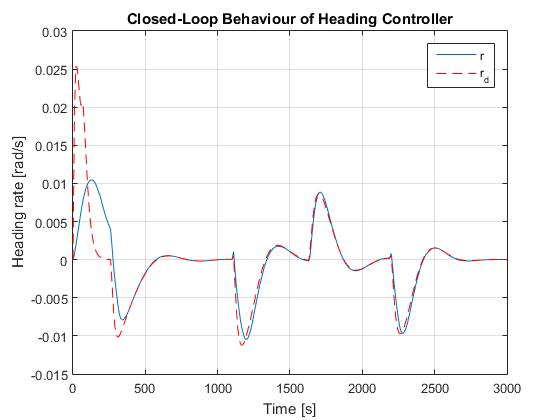 Closed-Loop Behaviour of Heading Controller
0.03
0.025
0.02
0.015
0.01
0.005
0
-0.005
-0.01
-0.015
Heading rate [rad/s]
r
r_d
0 500 1000 1500 2000 2500 3000
Time [s]